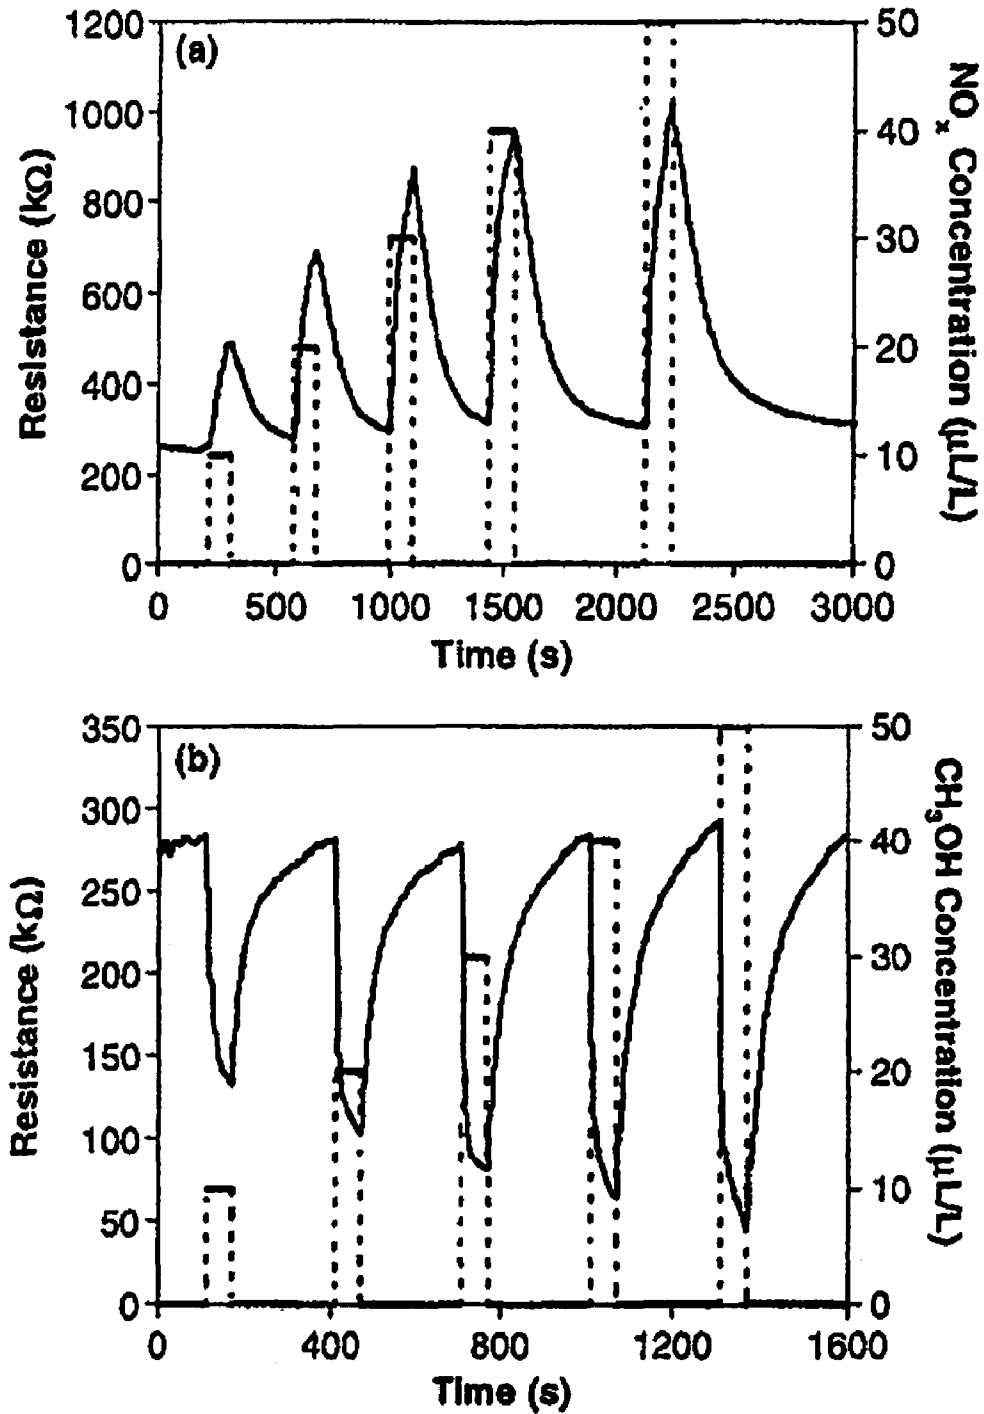 (a)
1200
1000
800
600
400
200
0
Resistance (kΩ)
50
40
30
20
10
0
NOx Concentration (μL/L)
0 500 1000 1500 2000 2500 3000
Time (s)
(b)
350
300
250
200
150
100
50
0
Resistance (kΩ)
50
40
30
20
10
0
CH3OH Concentration (μL/L)
0 400 800 1200 1600
Time (s)